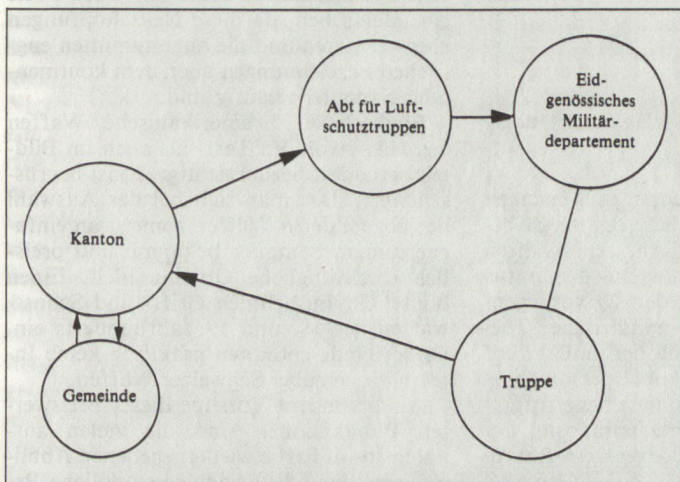 Abt für Luft-
schutztruppen
Eid-
genössisches
Militär-
departement
Kanton
Gemeinde
Truppe